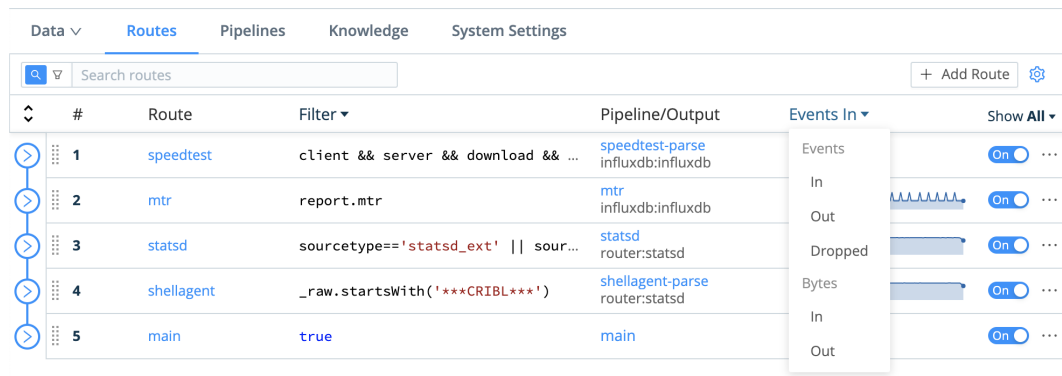 Data Routes Pipelines Knowledge System Settings
Search routes + Add Route
# Route Filter Pipeline/Output Events In Show All
1 speedtest client && server && download && ... speedtest-parse On ...
influxdb:influxdb
2 mtr report.mtr mtr On ...
influxdb:influxdb
3 statsd sourcetype=='statsd_ext' || sour... statsd On ...
router:statsd
4 shellagent _raw.startsWith('***CRIBL***') shellagent-parse On ...
router:statsd
5 main true main On ...
Events
In
Out
Dropped
Bytes
In
Out